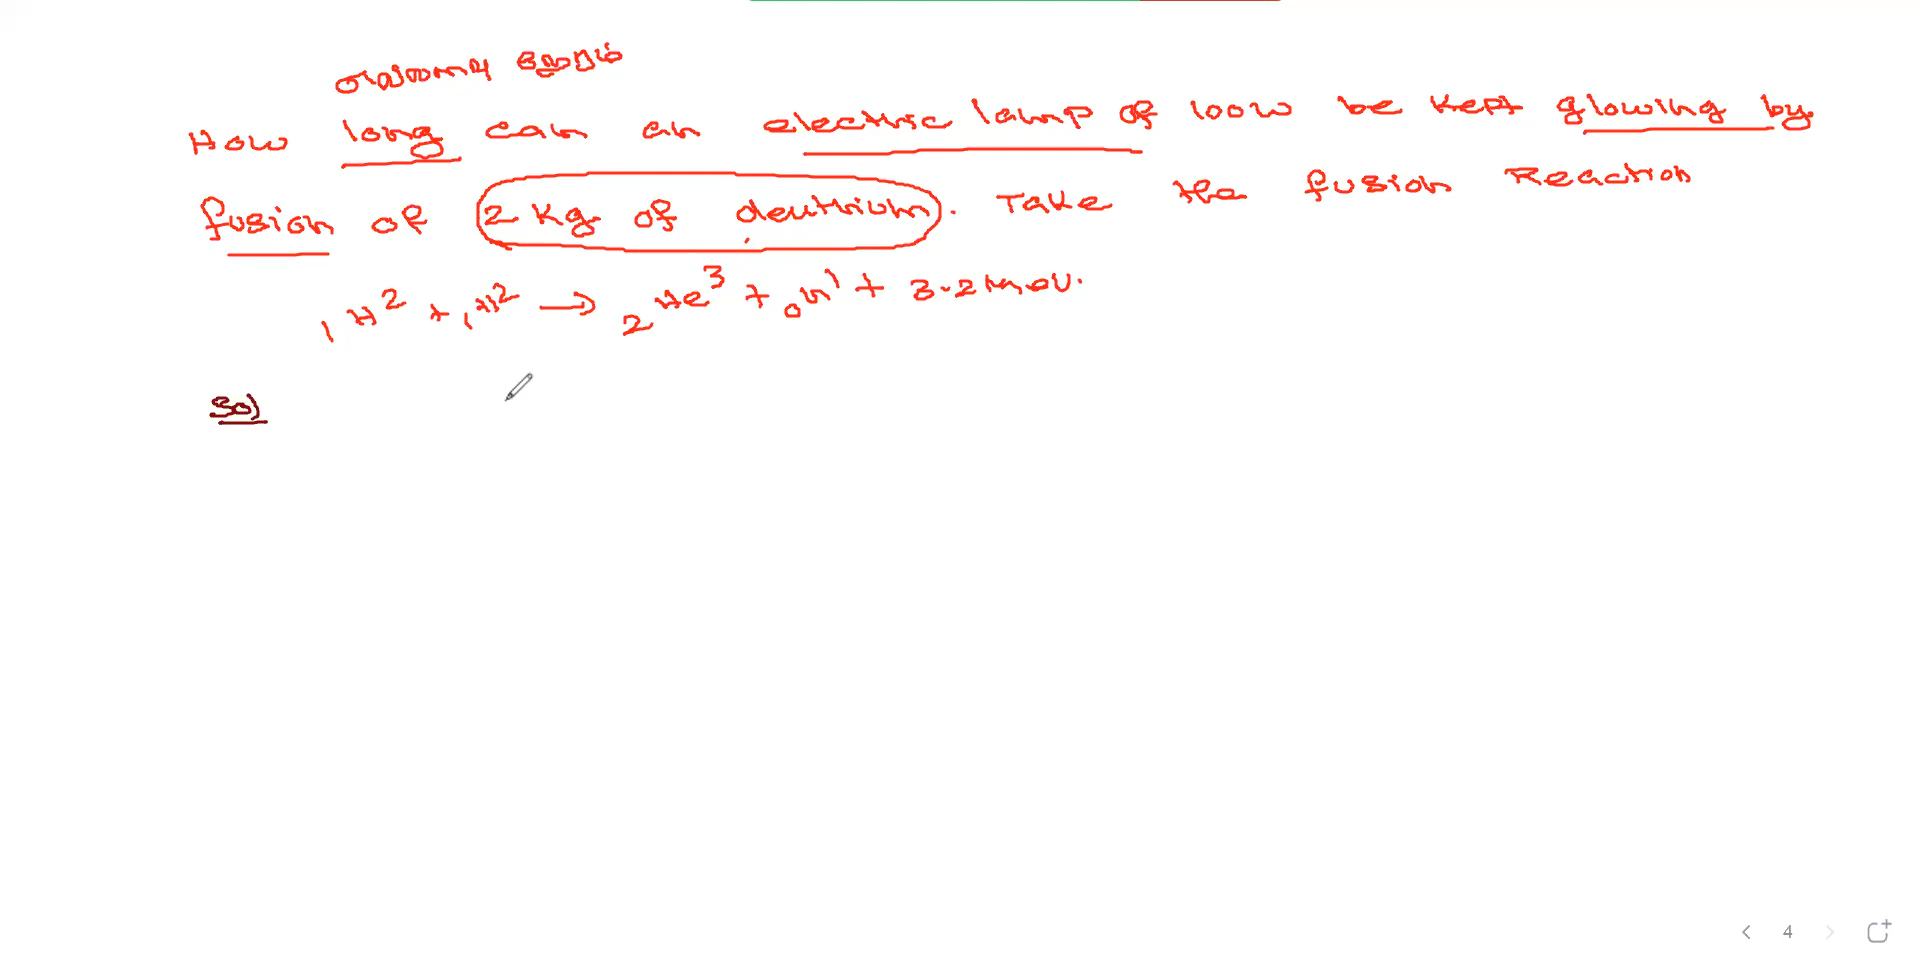 How long can an electric lamp of 100W be kept glowing by
fusion of 2 kg of deutrium. Take the fusion Reaction
₁H² + ₁H² → ₂He³ + ₀n¹ + 3.2 MeV.
Sol
4